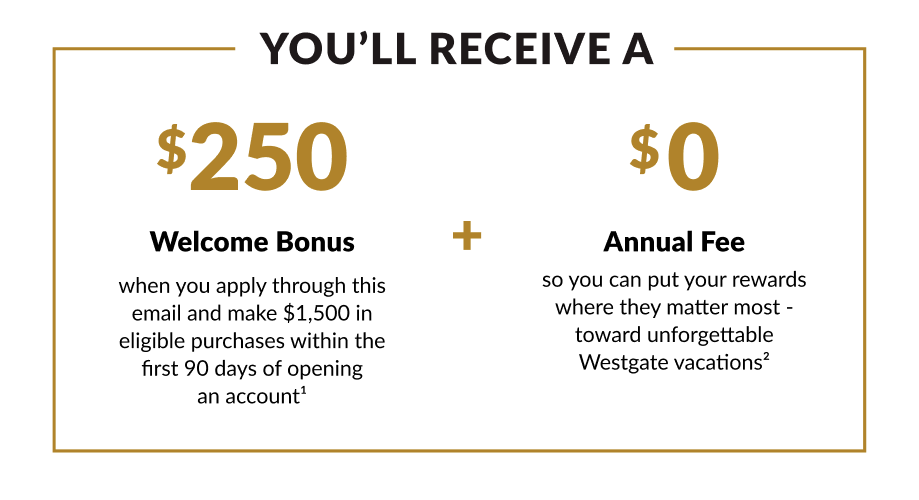 YOU’LL RECEIVE A
$250
Welcome Bonus
when you apply through this
email and make $1,500 in
eligible purchases within the
first 90 days of opening
an account¹
+
$0
Annual Fee
so you can put your rewards
where they matter most -
toward unforgettable
Westgate vacations²